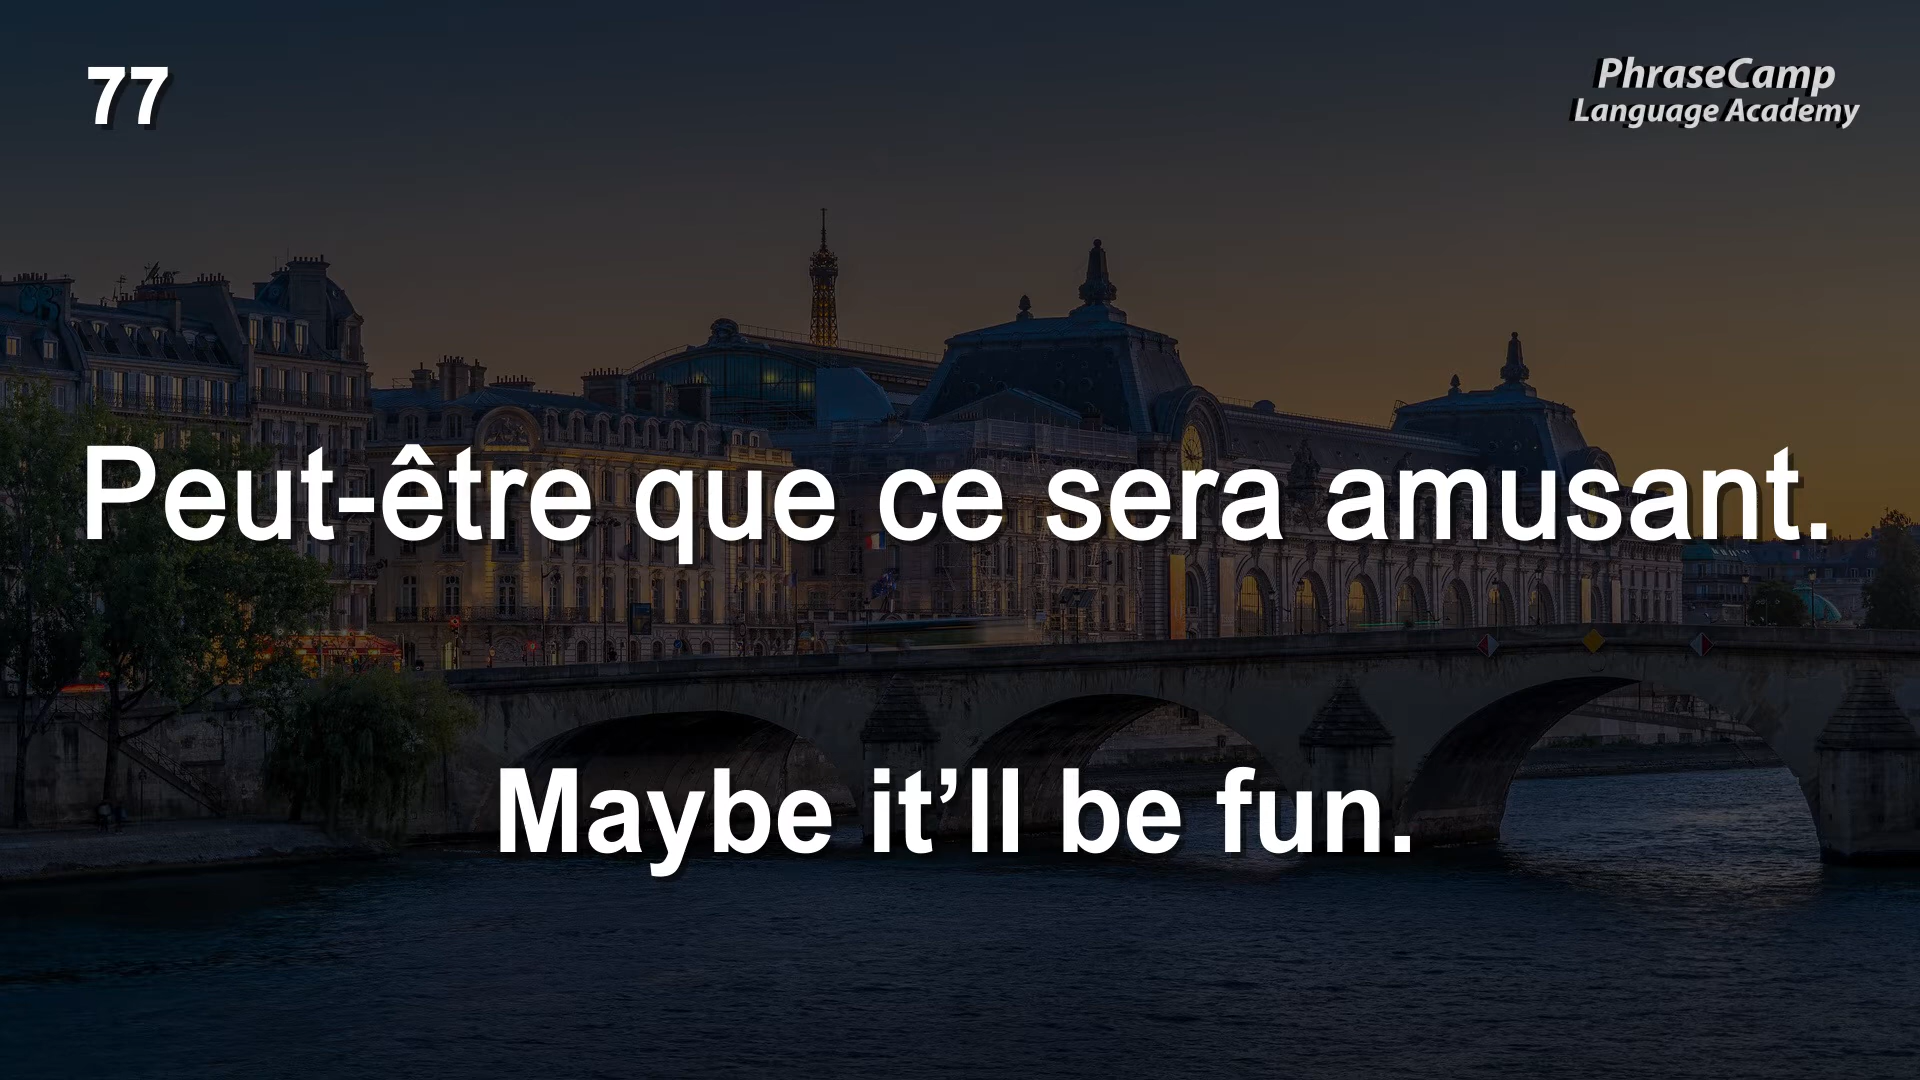 77
PhraseCamp
Language Academy
Peut-être que ce sera amusant.
Maybe it’ll be fun.